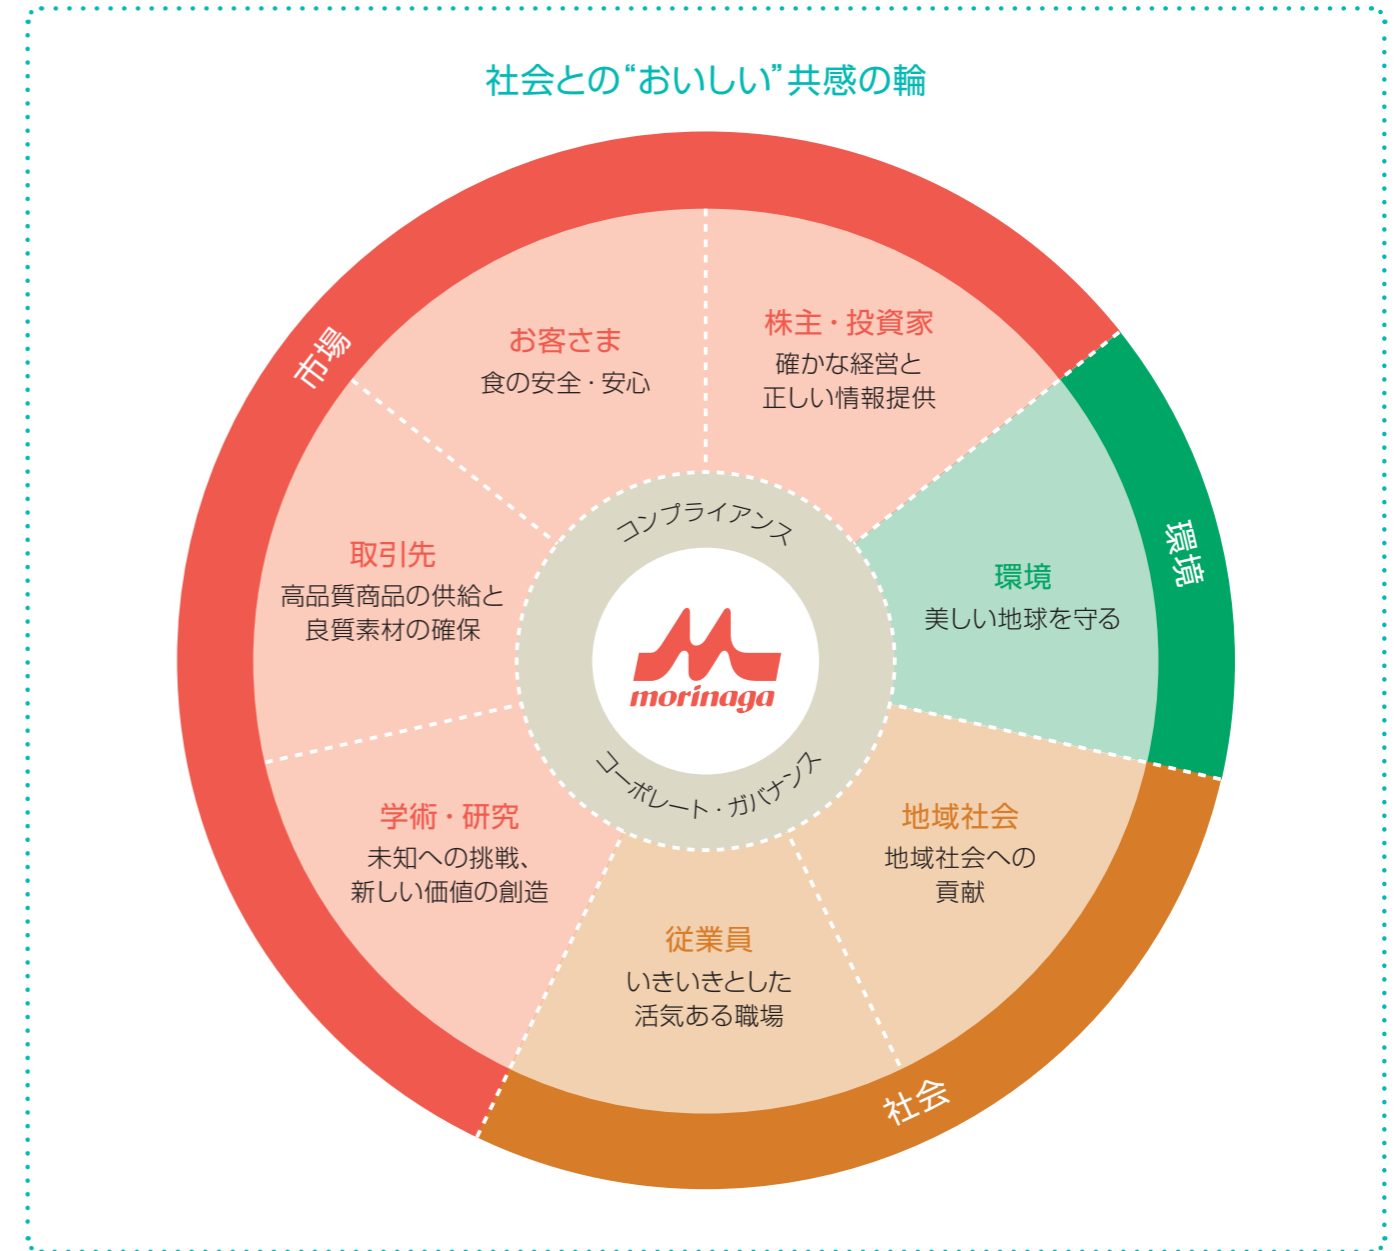 社会との“おいしい”共感の輪
市場
お客さま
食の安全・安心
株主・投資家
確かな経営と
正しい情報提供
環境
環境
美しい地球を守る
取引先
高品質商品の供給と
良質素材の確保
コンプライアンス
morinaga
コーポレート・ガバナンス
学術・研究
未知への挑戦、
新しい価値の創造
地域社会
地域社会への
貢献
従業員
いきいきとした
活気ある職場
社会